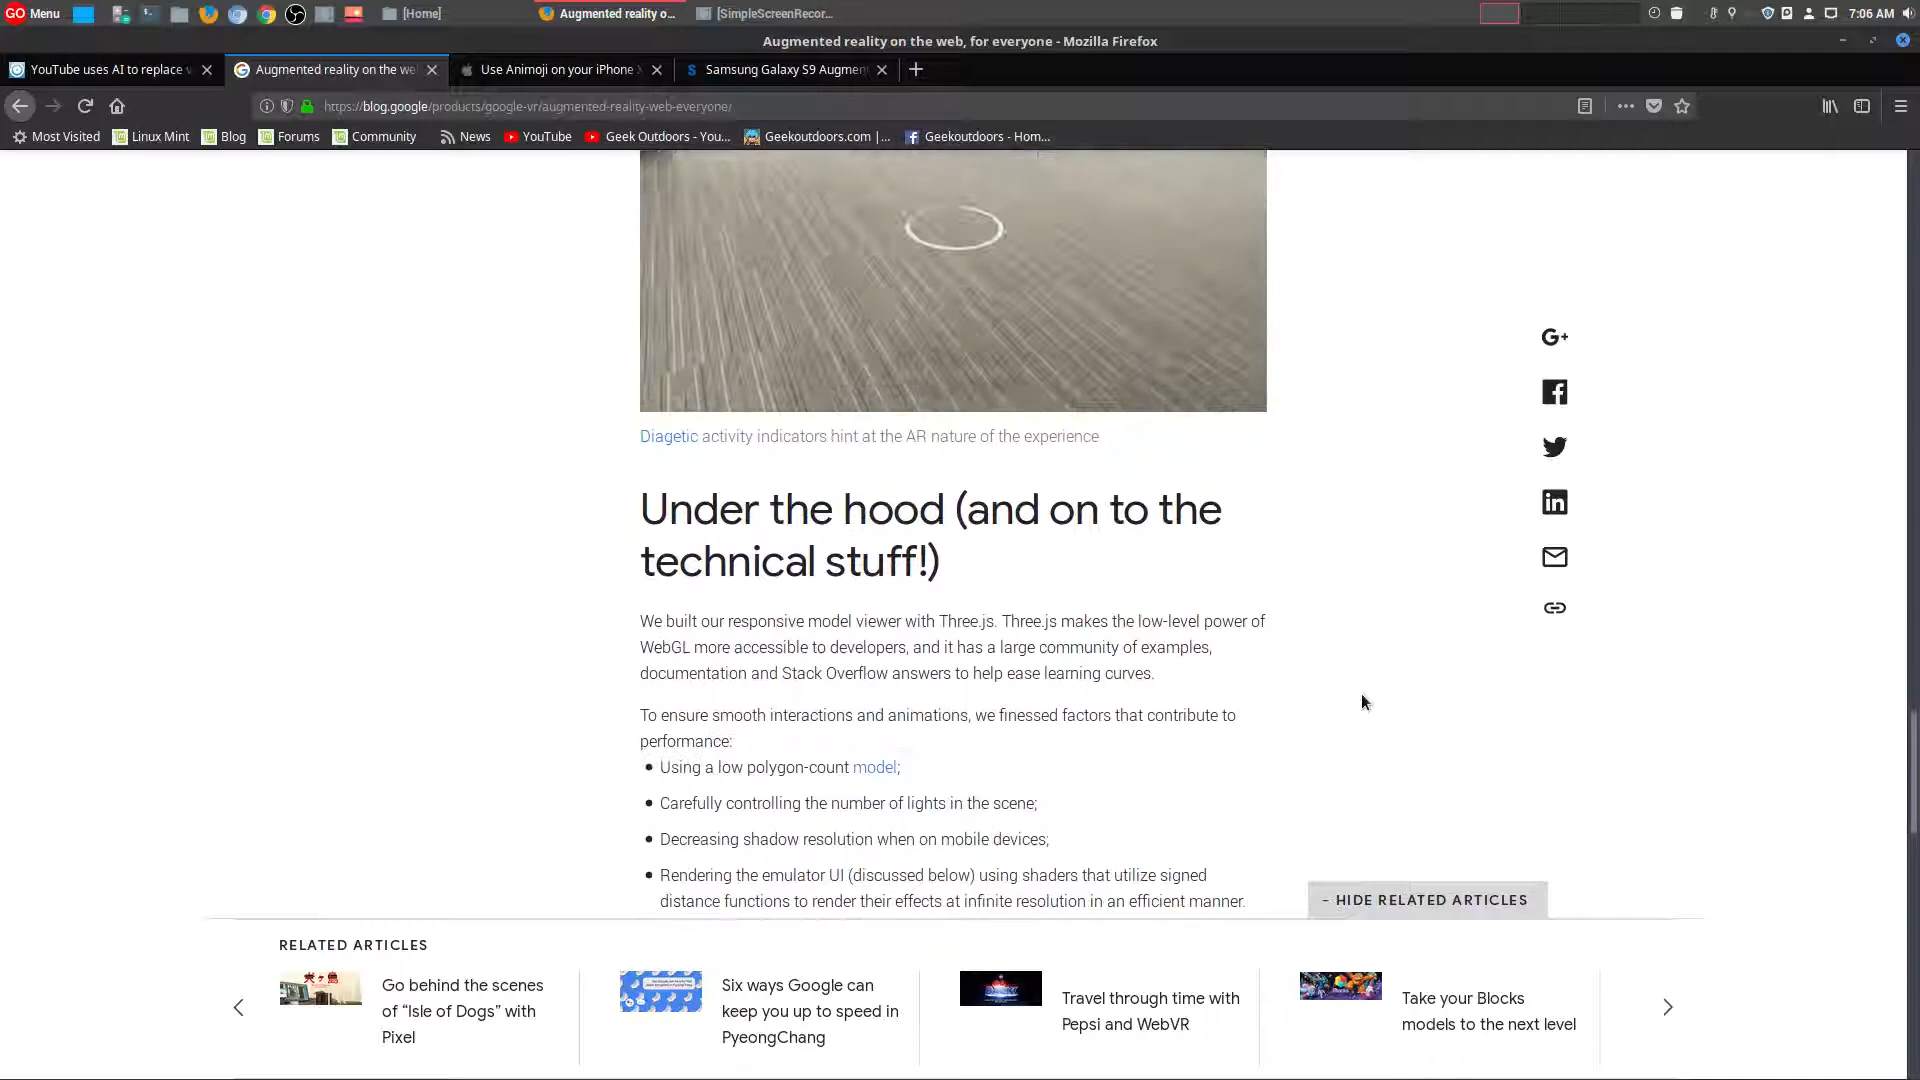 GO Menu
[Home]
Augmented reality o...
[SimpleScreenRecor...
7:06 AM
Augmented reality on the web, for everyone - Mozilla Firefox
YouTube uses AI to replace v
Augmented reality on the we
Use Animoji on your iPhone X
Samsung Galaxy S9 Augmen
https://blog.google/products/google-vr/augmented-reality-web-everyone/
Most Visited
Linux Mint
Blog
Forums
Community
News
YouTube
Geek Outdoors - You...
Geekoutdoors.com |...
Geekoutdoors - Hom...
Diagetic activity indicators hint at the AR nature of the experience
Under the hood (and on to the
technical stuff!)
We built our responsive model viewer with Three.js. Three.js makes the low-level power of
WebGL more accessible to developers, and it has a large community of examples,
documentation and Stack Overflow answers to help ease learning curves.
To ensure smooth interactions and animations, we finessed factors that contribute to
performance:
Using a low polygon-count model;
Carefully controlling the number of lights in the scene;
Decreasing shadow resolution when on mobile devices;
Rendering the emulator UI (discussed below) using shaders that utilize signed
distance functions to render their effects at infinite resolution in an efficient manner.
- HIDE RELATED ARTICLES
RELATED ARTICLES
Go behind the scenes
of “Isle of Dogs” with
Pixel
Six ways Google can
keep you up to speed in
PyeongChang
Travel through time with
Pepsi and WebVR
Take your Blocks
models to the next level